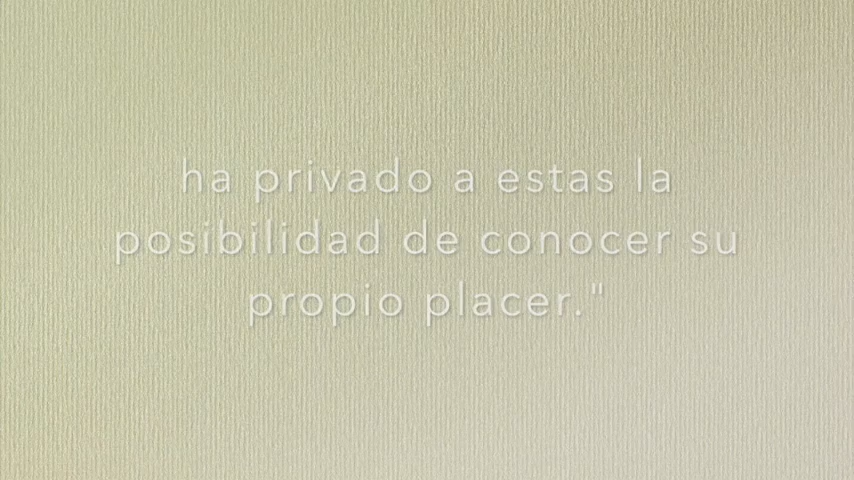 ha privado a estas la
posibilidad de conocer su
propio placer."